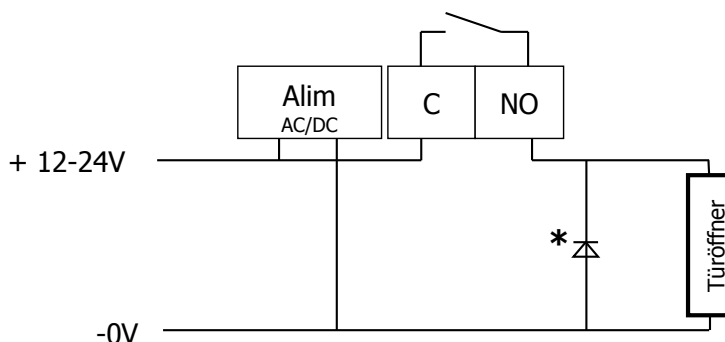 Alim
AC/DC
C
NO
+ 12-24V
*
Türöffner
-0V